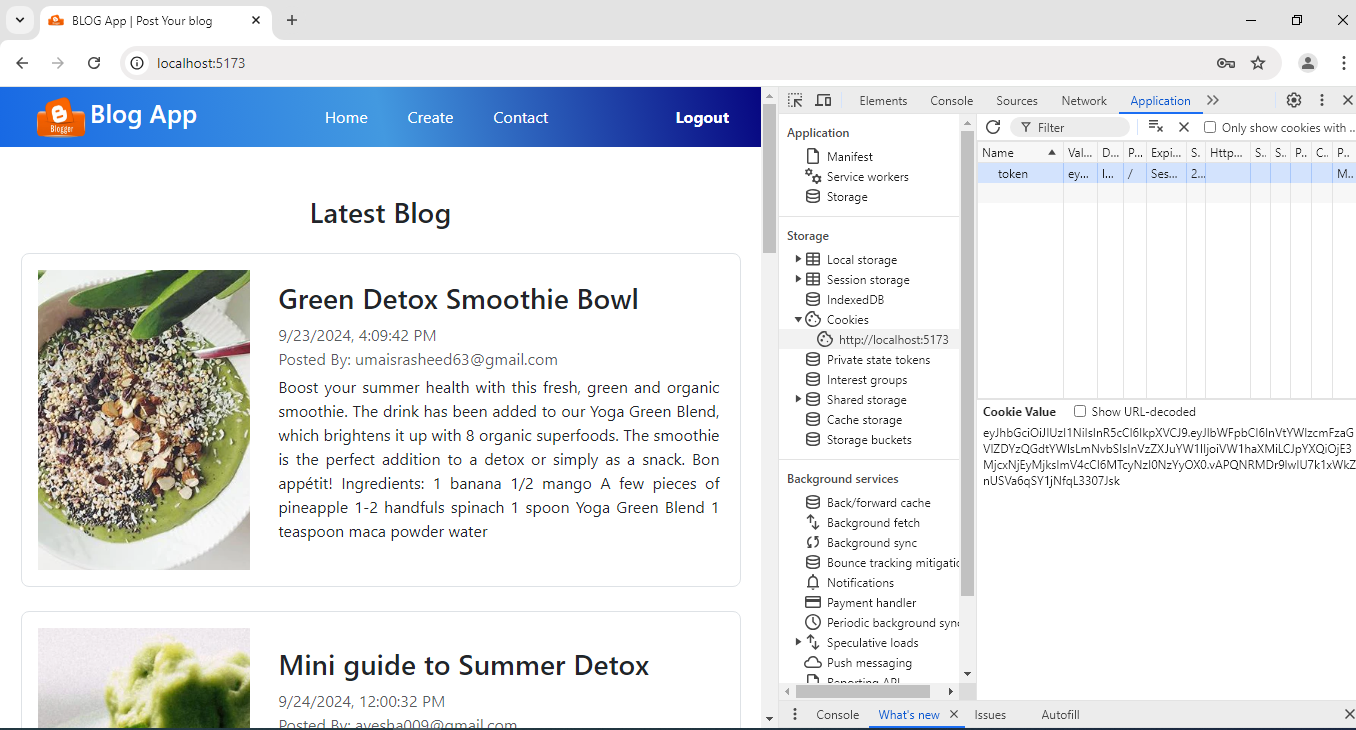 BLOG App | Post Your blog
localhost:5173
Blogger
Blog App
Home
Create
Contact
Logout
Latest Blog
Green Detox Smoothie Bowl
9/23/2024, 4:09:42 PM
Posted By: umaisrasheed63@gmail.com
Boost your summer health with this fresh, green and organic
smoothie. The drink has been added to our Yoga Green Blend,
which brightens it up with 8 organic superfoods. The smoothie
is the perfect addition to a detox or simply as a snack. Bon
appétit! Ingredients: 1 banana 1/2 mango A few pieces of
pineapple 1-2 handfuls spinach 1 spoon Yoga Green Blend 1
teaspoon maca powder water
Mini guide to Summer Detox
9/24/2024, 12:00:32 PM
Posted By: ayesha009@gmail.com
Elements
Console
Sources
Network
Application
Application
Manifest
Service workers
Storage
Storage
Local storage
Session storage
IndexedDB
Cookies
http://localhost:5173
Private state tokens
Interest groups
Shared storage
Cache storage
Storage buckets
Background services
Back/forward cache
Background fetch
Background sync
Bounce tracking mitigatic
Notifications
Payment handler
Periodic background sync
Speculative loads
Push messaging
Reporting API
Filter
Only show cookies with ..
Name Val... D... P... Expi... S. Http... S.. S.. P.. C.. P..
token ey... l... / Ses... 2.. M..
Cookie Value
Show URL-decoded
Console
What's new
Issues
Autofill